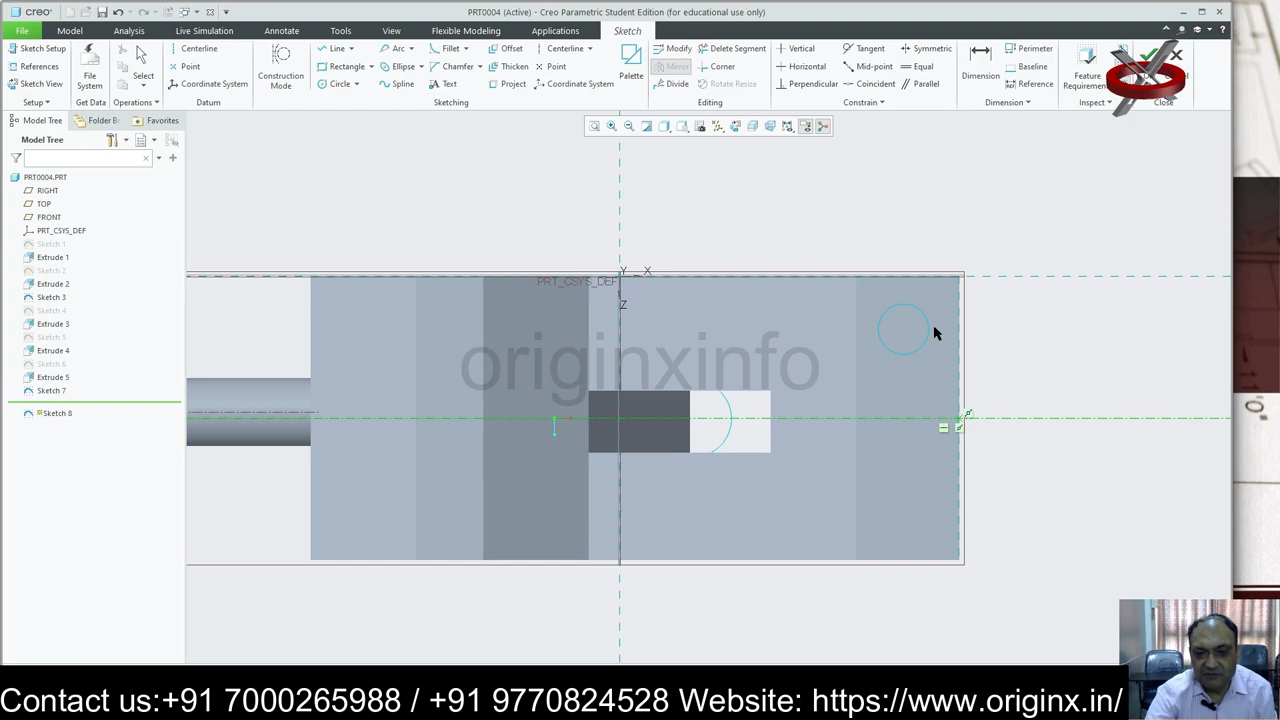 creo
PRT0004 (Active) - Creo Parametric Student Edition (for educational use only)
File Model Analysis Live Simulation Annotate Tools View Flexible Modeling Applications Sketch
Sketch Setup
References
Sketch View
Setup
File System
Get Data
Select
Operations
Centerline
Point
Coordinate System
Datum
Construction Mode
Line Arc Fillet Offset Centerline
Rectangle Ellipse Chamfer Thicken Point
Circle Spline Text Project Coordinate System
Sketching
Palette
Modify Delete Segment
Mirror Corner
Divide Rotate Resize
Editing
Vertical Tangent Symmetric
Horizontal Mid-point Equal
Perpendicular Coincident Parallel
Constrain
Dimension
Perimeter
Baseline
Reference
Dimension
Feature
Inspect
Close
Model Tree Folder B Favorites
Model Tree
PRT0004.PRT
RIGHT
TOP
FRONT
PRT_CSYS_DEF
Sketch 1
Extrude 1
Sketch 2
Extrude 2
Sketch 3
Extrude 3
Sketch 5
Extrude 4
Sketch 6
Extrude 5
Sketch 7
Sketch 8
Y X
PRT_CSYS_DEF
Z
originxinfo
Contact us:+91 7000265988 / +91 9770824528 Website: https://www.originx.in/